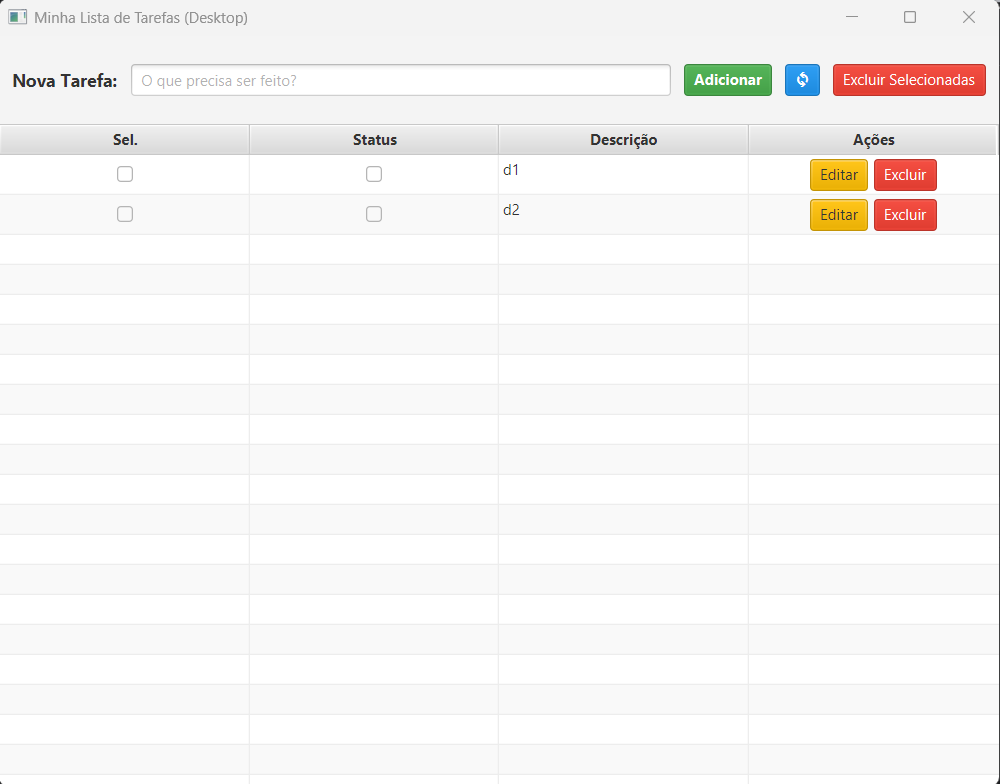 Minha Lista de Tarefas (Desktop)
Nova Tarefa: O que precisa ser feito? Adicionar Excluir Selecionadas
Sel. Status Descrição Ações
d1 Editar Excluir
d2 Editar Excluir